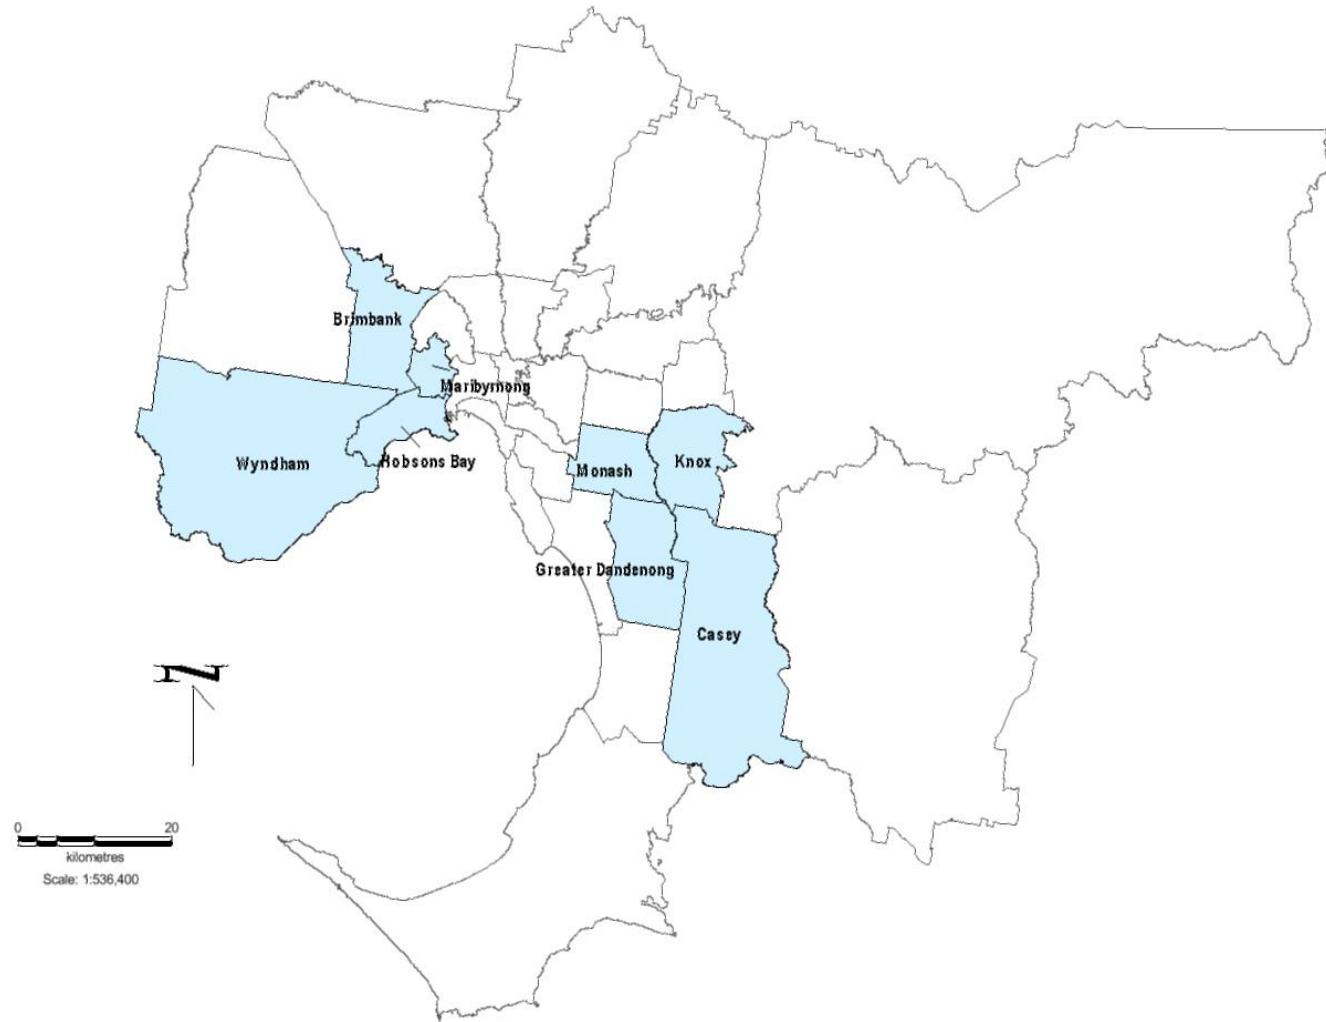 Brimbank
Maribyrnong
Wyndham
Hobsons Bay
Monash
Knox
Greater Dandenong
Casey
N
0 20
kilometres
Scale: 1:536,400